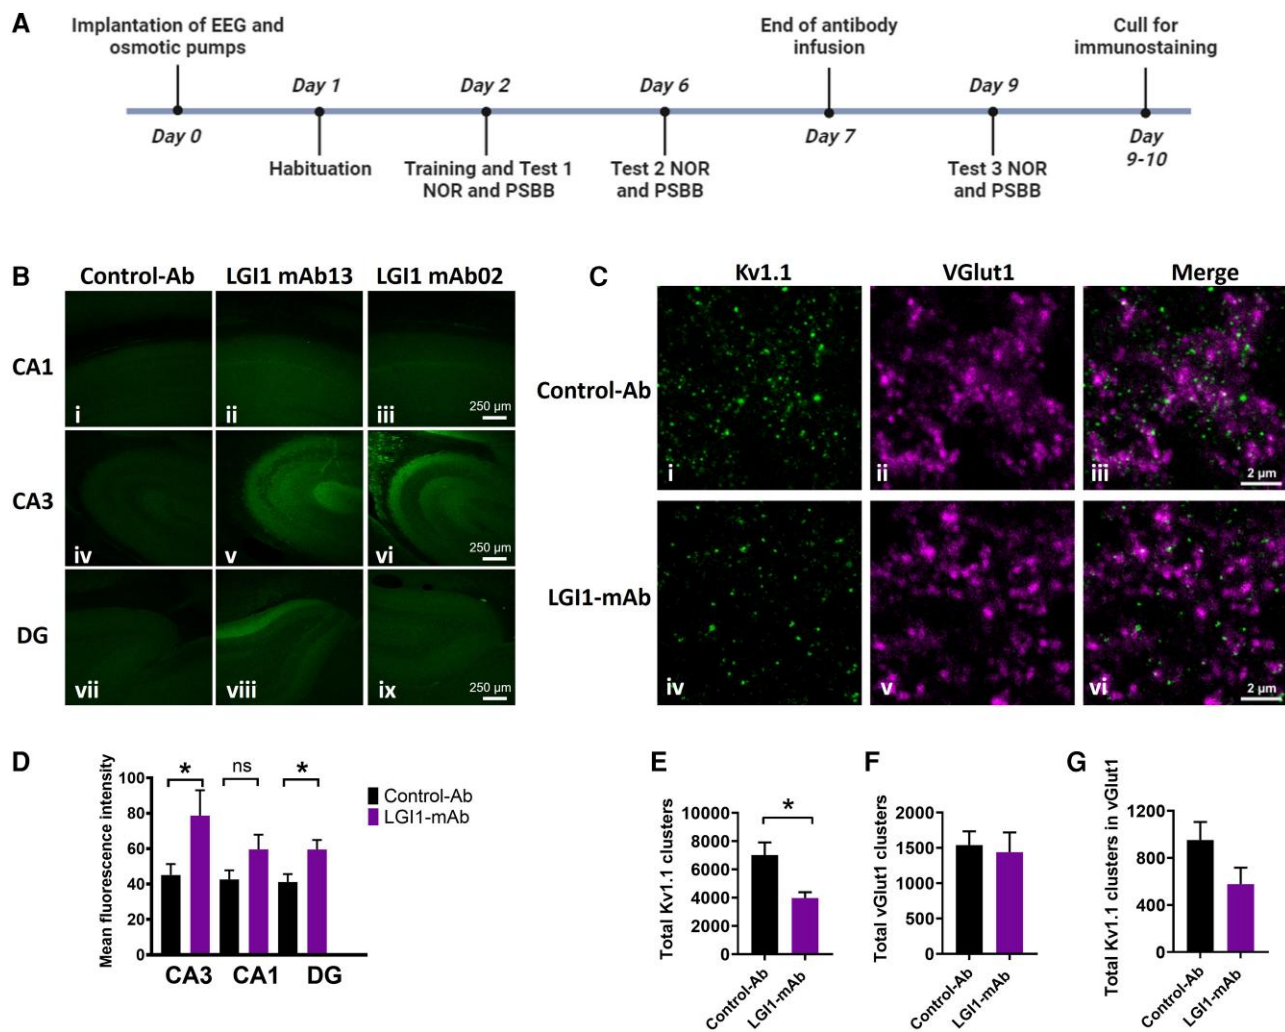 A
Implantation of EEG and
osmotic pumps
End of antibody
infusion
Cull for
immunostaining
Day 1
Day 2
Day 6
Day 9
Day 0
Day 7
Day
9-10
Habituation
Training and Test 1
NOR and PSBB
Test 2 NOR
and PSBB
Test 3 NOR
and PSBB
B
Control-Ab LGI1 mAb13 LGI1 mAb02
CA1
i ii iii 250 µm
CA3
iv v vi
DG
vii viii ix 250 µm
C
Kv1.1 VGlut1 Merge
Control-Ab
i ii iii 2 µm
LGI1-mAb
iv v vi 2 µm
D
Mean fluorescence intensity
100
80
60
40
20
0
* ns *
CA3 CA1 DG
Control-Ab
LGI1-mAb
E
Total Kv1.1 clusters
10000
8000
6000
4000
2000
0
*
Control-Ab
LGI1-mAb
F
Total vGlut1 clusters
2000
1500
1000
500
0
Control-Ab
LGI1-mAb
G
Total Kv1.1 clusters in vGlut1
1200
800
400
0
Control-Ab
LGI1-mAb